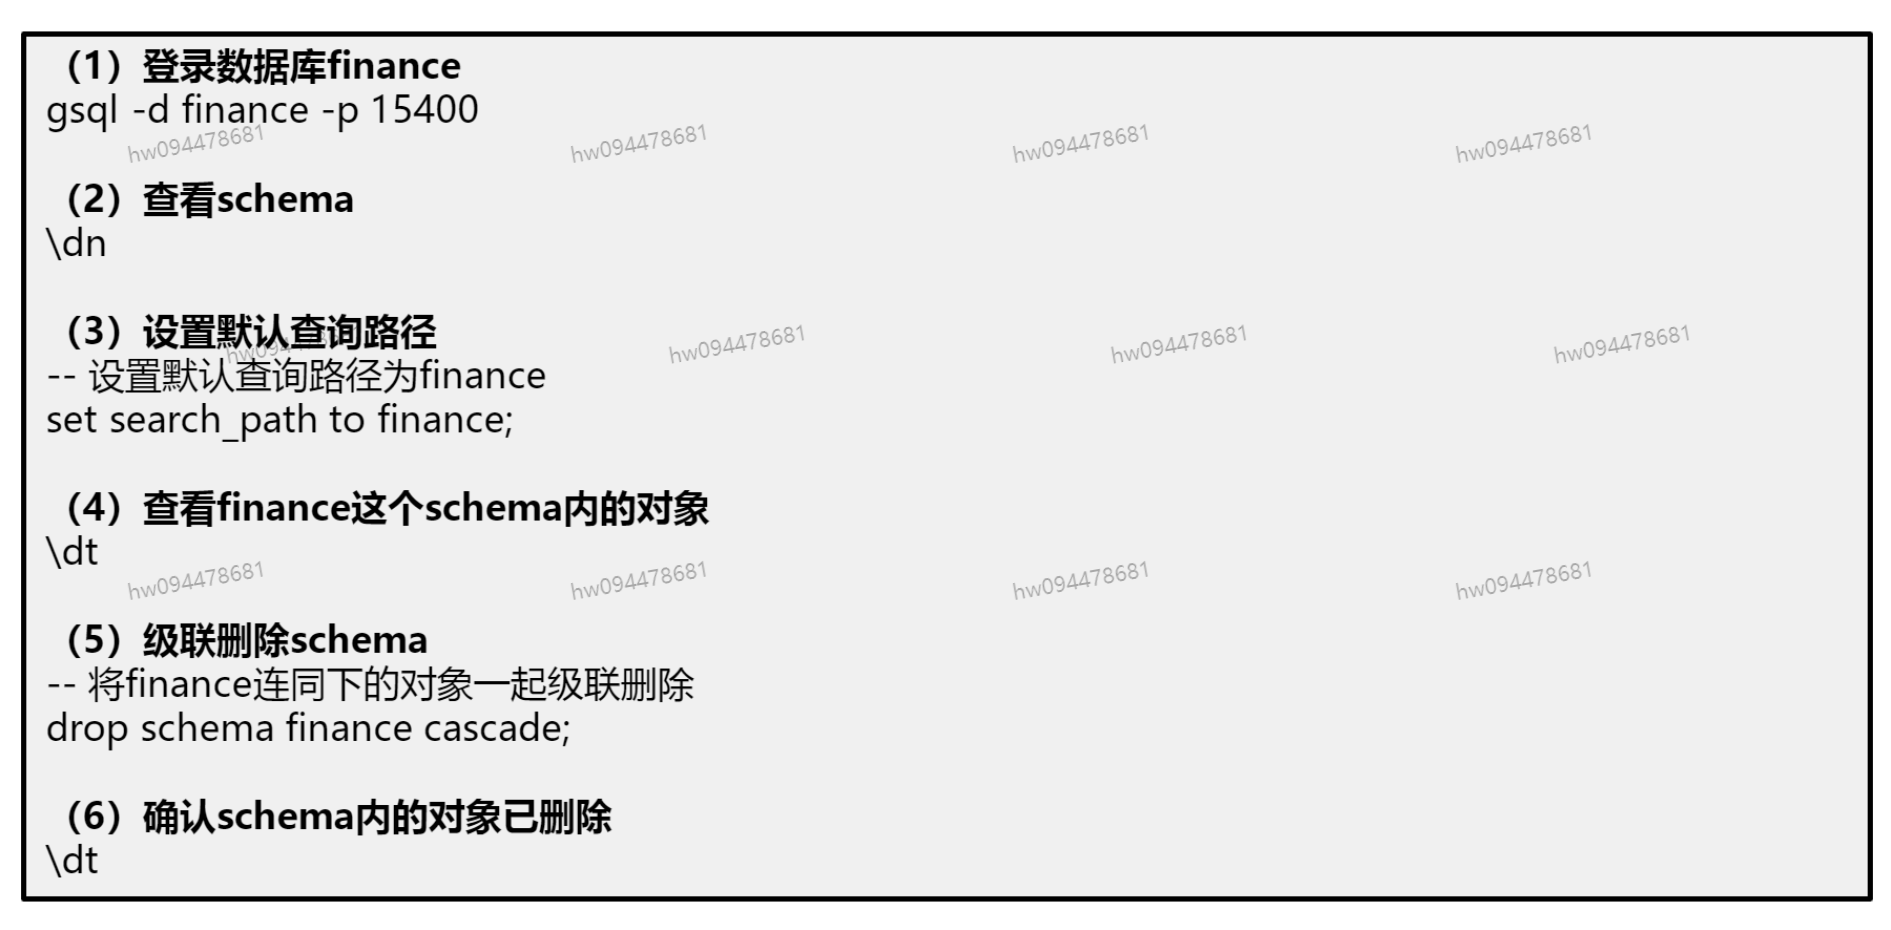 （1）登录数据库finance
gsql -d finance -p 15400
hw094478681 hw094478681 hw094478681 hw094478681
（2）查看schema
\dn
（3）设置默认查询路径
hw094478681 hw094478681 hw094478681
-- 设置默认查询路径为finance
set search_path to finance;
（4）查看finance这个schema内的对象
\dt
hw094478681 hw094478681 hw094478681 hw094478681
（5）级联删除schema
-- 将finance连同下的对象一起级联删除
drop schema finance cascade;
（6）确认schema内的对象已删除
\dt